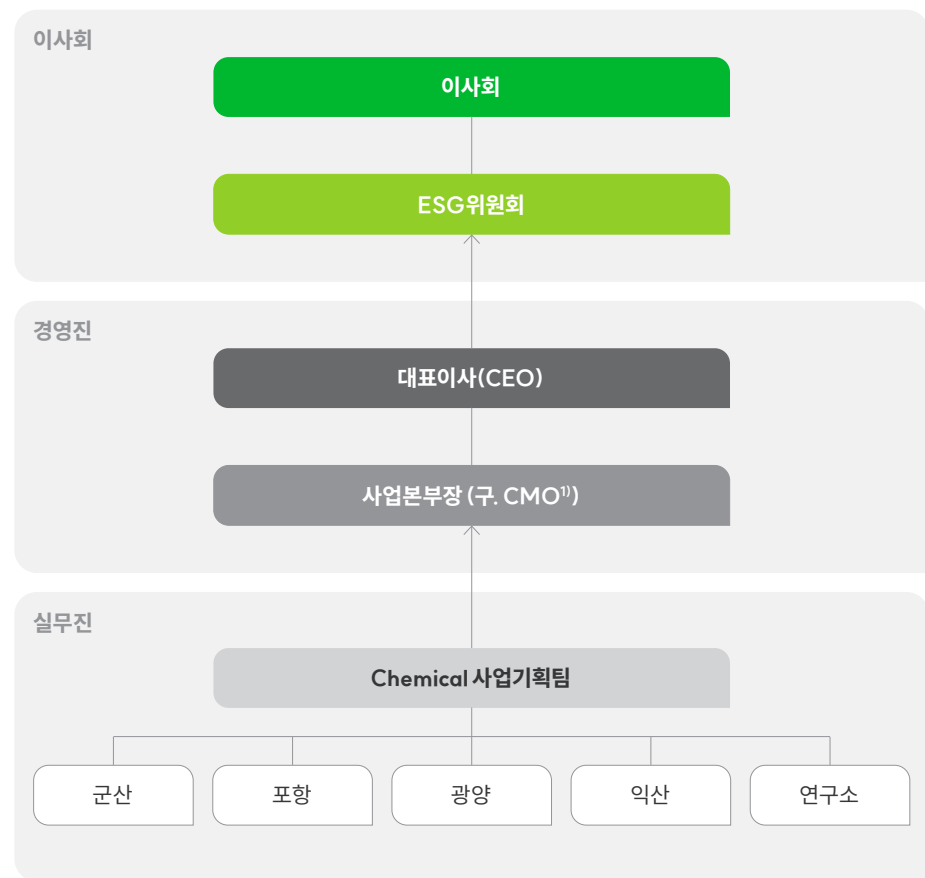 이사회
이사회
ESG위원회
경영진
대표이사(CEO)
사업본부장 (구. CMO¹⁾)
실무진
Chemical 사업기획팀
군산
포항
광양
익산
연구소